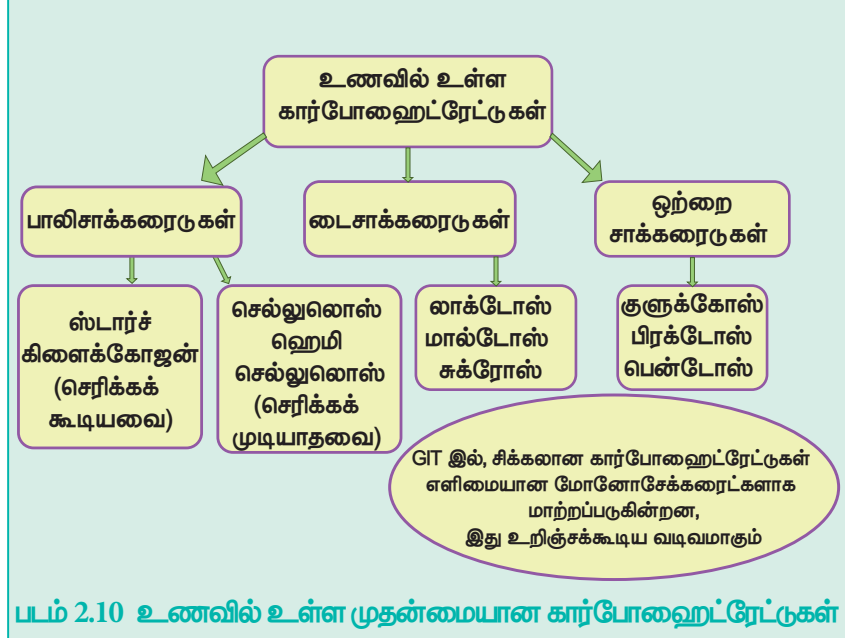 உணவில் உள்ள
கார்போஹைட்ரேட்டுகள்
பாலிசாக்கரைடுகள்
டைசாக்கரைடுகள்
ஒற்றை
சாக்கரைடுகள்
ஸ்டார்ச்
கிளைக்கோஜன்
(செரிக்கக்
கூடியவை)
செல்லுலொஸ்
ஹெமி
செல்லுலொஸ்
(செரிக்கக்
முடியாதவை)
லாக்டோஸ்
மால்டோஸ்
சுக்ரோஸ்
குளுக்கோஸ்
பிரக்டோஸ்
பென்டோஸ்
GIT இல், சிக்கலான கார்போஹைட்ரேட்டுகள்
எளிமையான மோனோசேக்கரைட்களாக
மாற்றப்படுகின்றன,
இது உறிஞ்சக்கூடிய வடிவமாகும்
படம் 2.10 உணவில் உள்ள முதன்மையான கார்போஹைட்ரேட்டுகள்